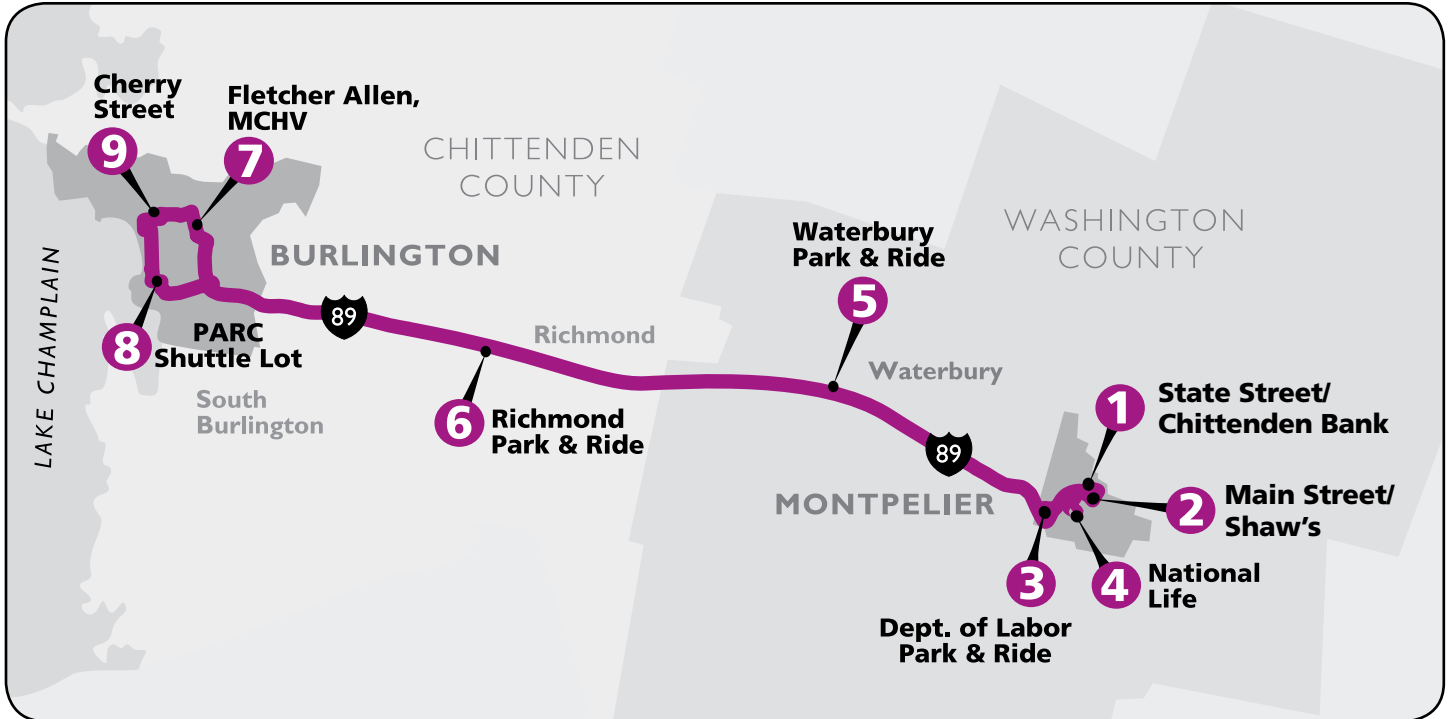 Cherry
Street
9
Fletcher Allen,
MCHV
7
CHITTENDEN
COUNTY
BURLINGTON
LAKE CHAMPLAIN
8
PARC
Shuttle Lot
South
Burlington
89
Richmond
6
Richmond
Park & Ride
Waterbury
Park & Ride
5
Waterbury
WASHINGTON
COUNTY
89
MONTPELIER
1
State Street/
Chittenden Bank
2
Main Street/
Shaw's
3
Dept. of Labor
Park & Ride
4
National
Life